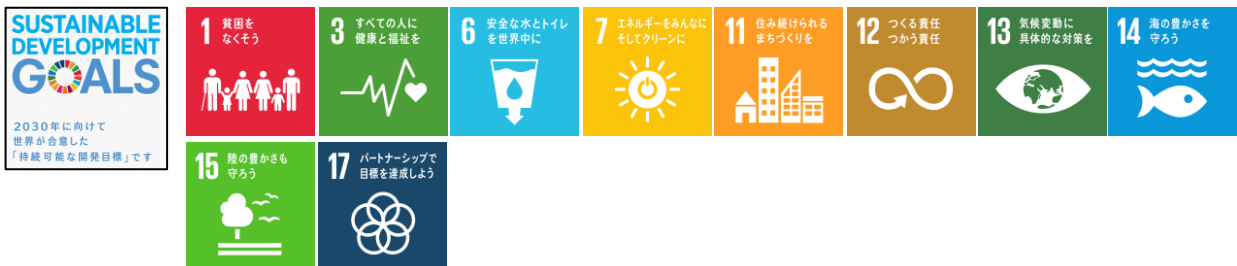 SUSTAINABLE
DEVELOPMENT
GOALS
2030年に向けて
世界が合意した
「持続可能な開発目標」です
1 貧困を
なくそう
3 すべての人に
健康と福祉を
6 安全な水とトイレ
を世界中に
7 エネルギーをみんなに
そしてクリーンに
11 住み続けられる
まちづくりを
12 つくる責任
つかう責任
13 気候変動に
具体的な対策を
14 海の豊かさを
守ろう
15 陸の豊かさも
守ろう
17 パートナーシップで
目標を達成しよう